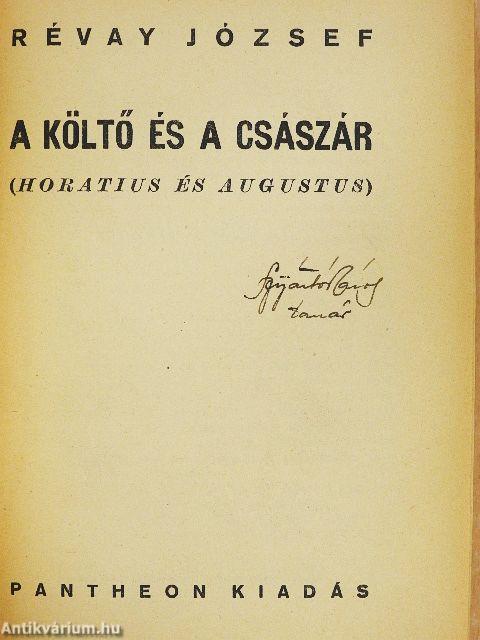 RÉVAY JÓZSEF
A KÖLTŐ ÉS A CSÁSZÁR
(HORATIUS ÉS AUGUSTUS)
tanár
PANTHEON KIADÁS
Antikvárium.hu